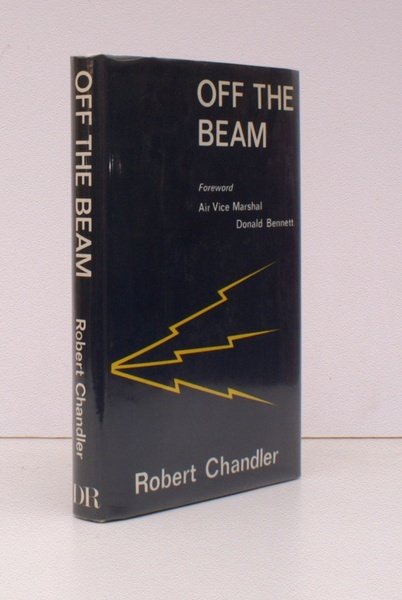 OFF THE BEAM
Robert Chandler
DR
OFF THE
BEAM
Foreword
Air Vice Marshal
Donald Bennett
Robert Chandler